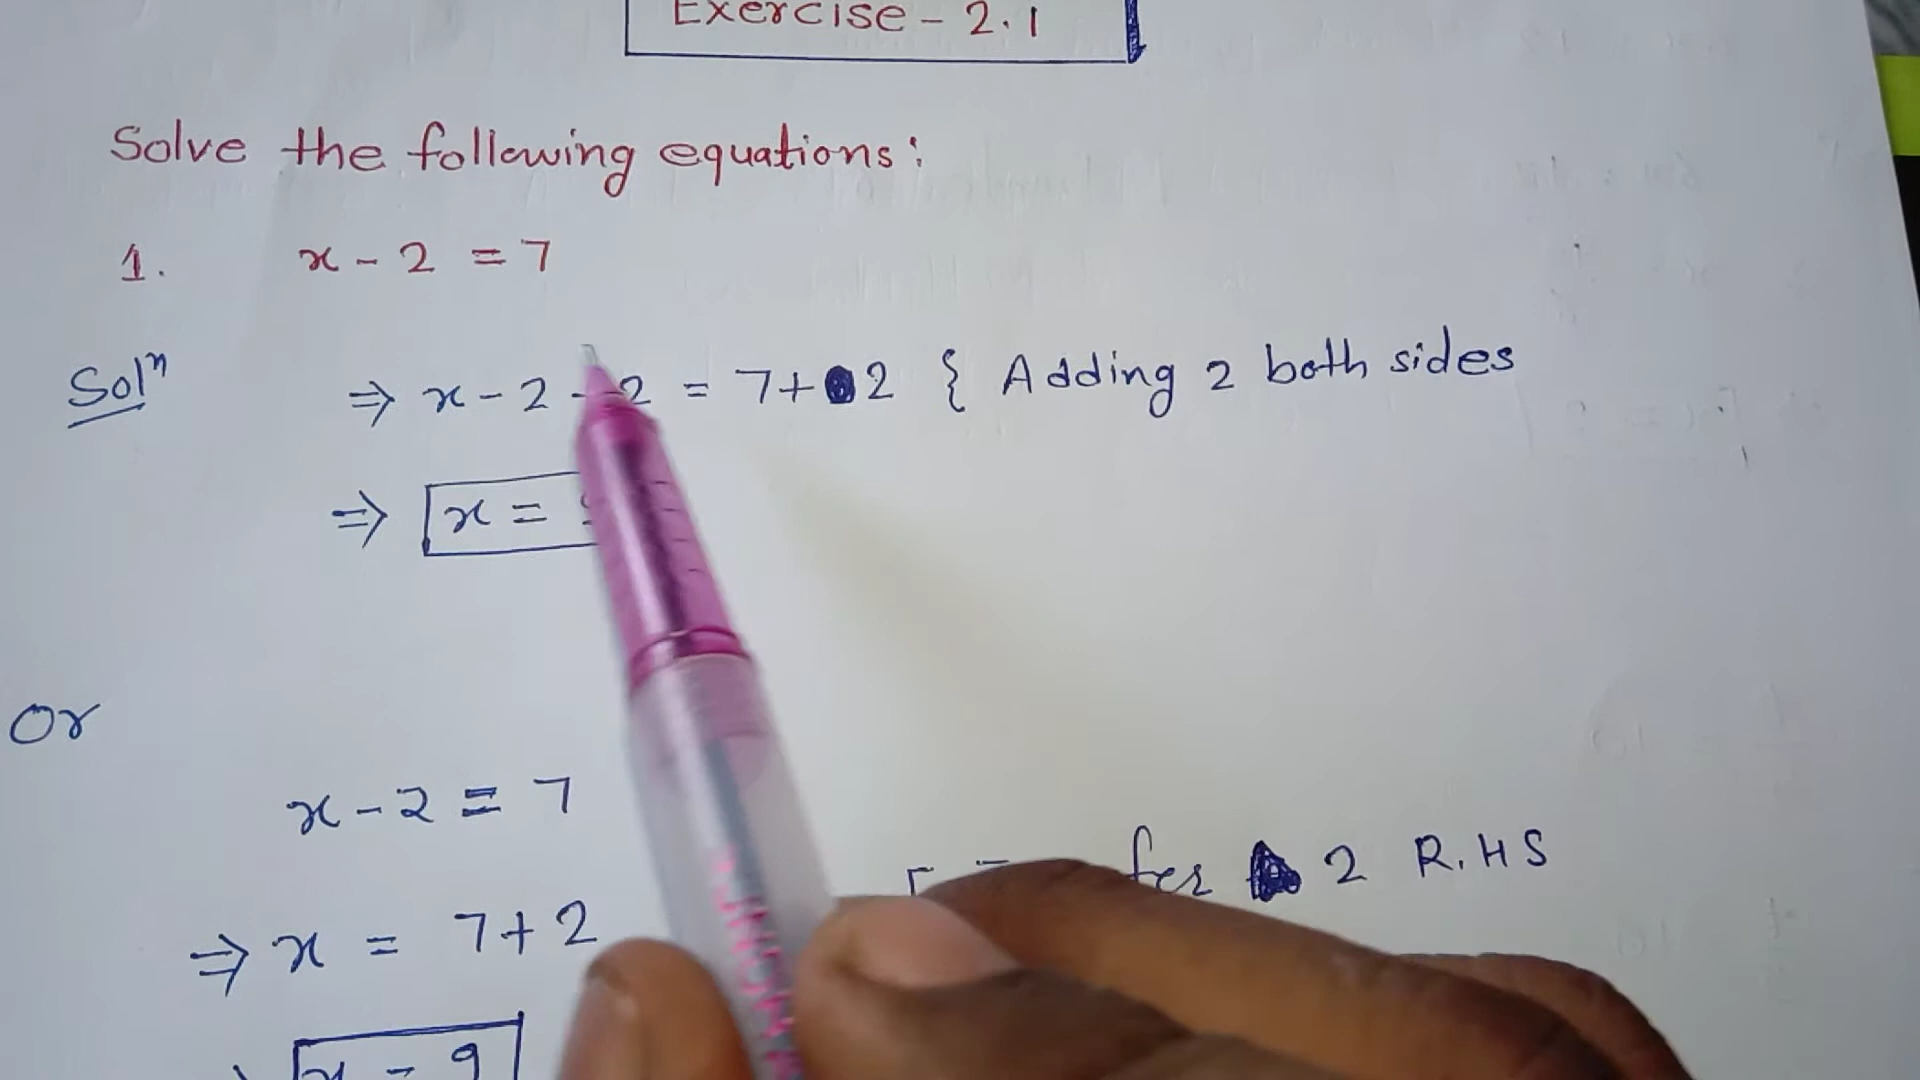 Exercise - 2.1
Solve the following equations:
1. x - 2 = 7
Solⁿ ⇒ x - 2 2 = 7 + 2 { Adding 2 both sides
⇒ x =
Or
x - 2 = 7
⇒ x = 7 + 2 2 R.H.S
x = 9